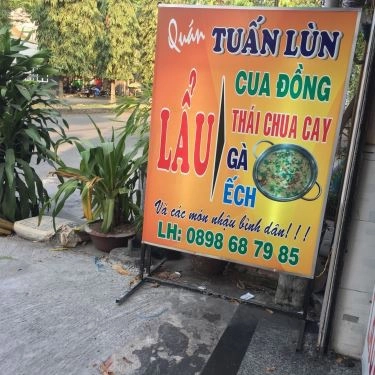 Quán TUẤN LÙN
LẨU
CUA ĐỒNG
THÁI CHUA CAY
GÀ
ẾCH
Và các món nhậu bình dân!!!
LH: 0898 68 79 85